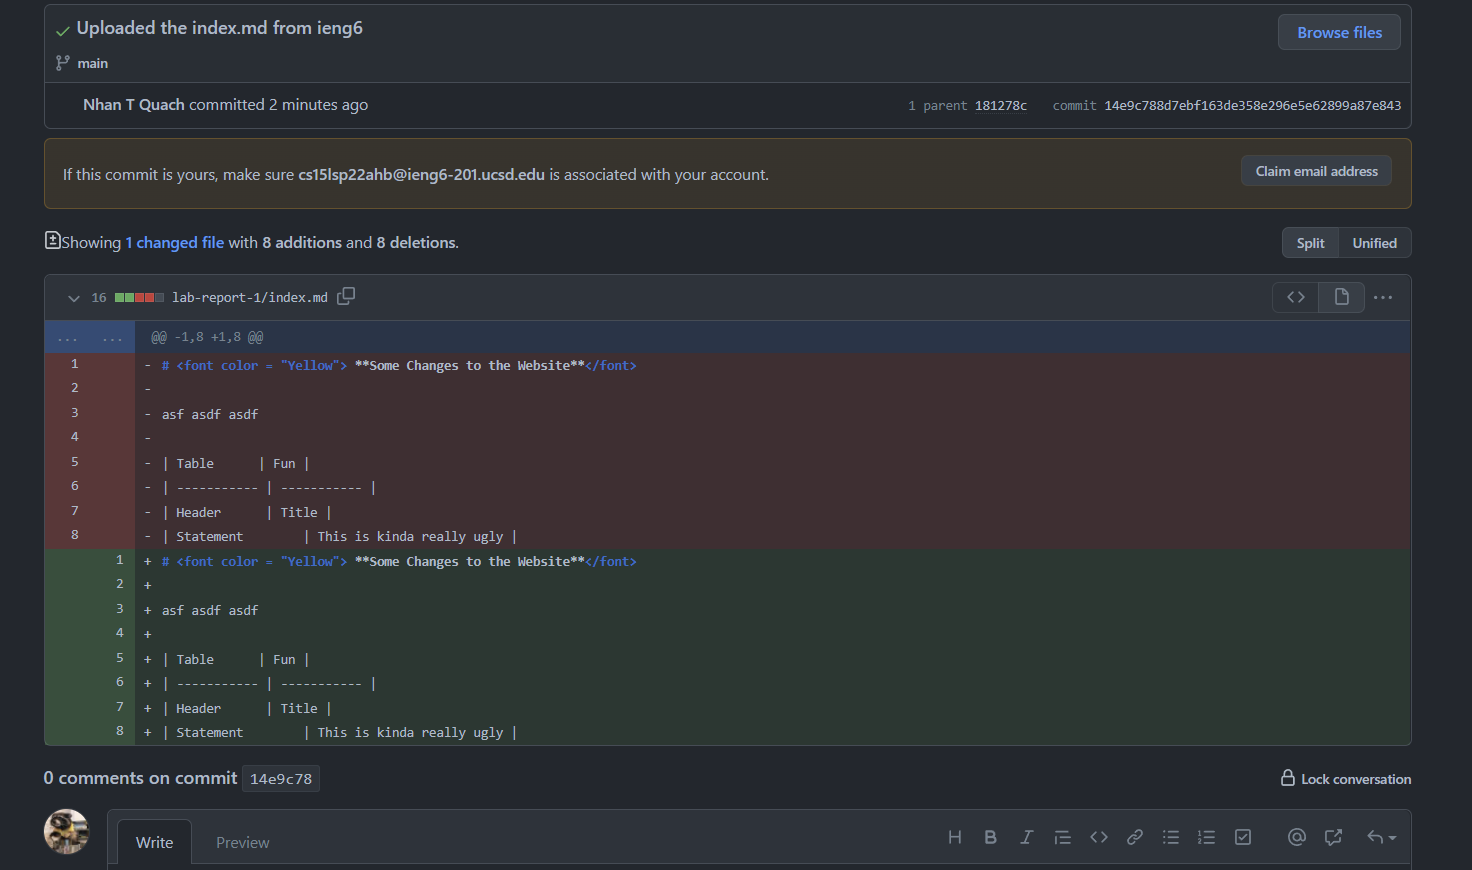 Uploaded the index.md from ieng6
Browse files
main
Nhan T Quach committed 2 minutes ago
1 parent 181278c commit 14e9c788d7ebf163de358e296e5e62899a87e843
If this commit is yours, make sure cs15lsp22ahb@ieng6-201.ucsd.edu is associated with your account.
Claim email address
Showing 1 changed file with 8 additions and 8 deletions.
Split Unified
16 lab-report-1/index.md
... ... @@ -1,8 +1,8 @@
1 - # <font color = "Yellow"> **Some Changes to the Website**</font>
2 -
3 - asf asdf asdf
4 -
5 - | Table      | Fun |
6 - | ----------- | ----------- |
7 - | Header      | Title |
8 - | Statement        | This is kinda really ugly |
1 + # <font color = "Yellow"> **Some Changes to the Website**</font>
2 +
3 + asf asdf asdf
4 +
5 + | Table      | Fun |
6 + | ----------- | ----------- |
7 + | Header      | Title |
8 + | Statement        | This is kinda really ugly |
0 comments on commit 14e9c78
Lock conversation
Write Preview